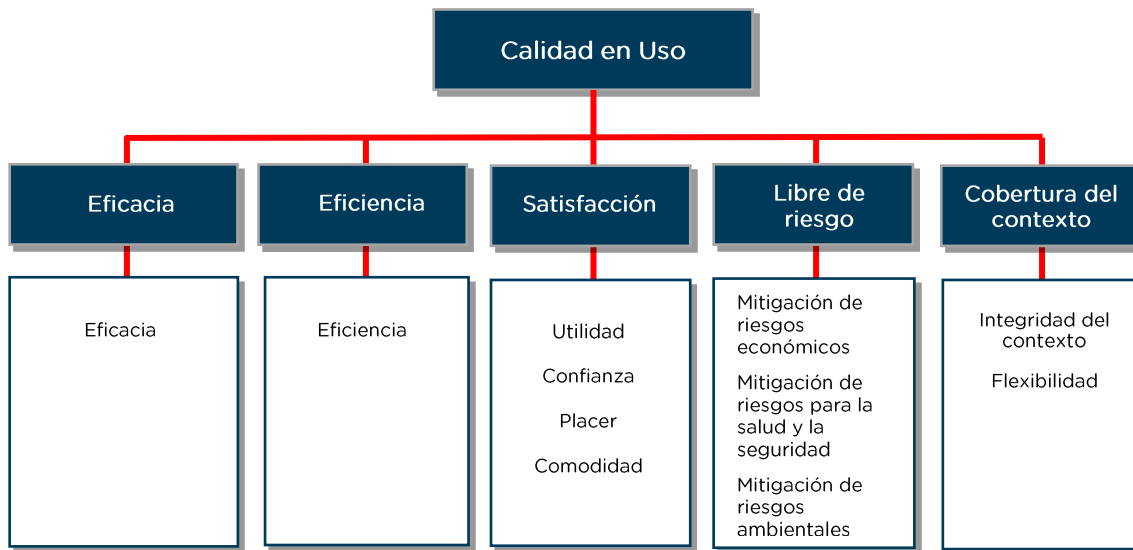 Calidad en Uso
Eficacia
Eficiencia
Satisfacción
Libre de
riesgo
Cobertura del
contexto
Eficacia
Eficiencia
Utilidad
Confianza
Placer
Comodidad
Mitigación de
riesgos
económicos
Mitigación de
riesgos para la
salud y la
seguridad
Mitigación de
riesgos
ambientales
Integridad del
contexto
Flexibilidad